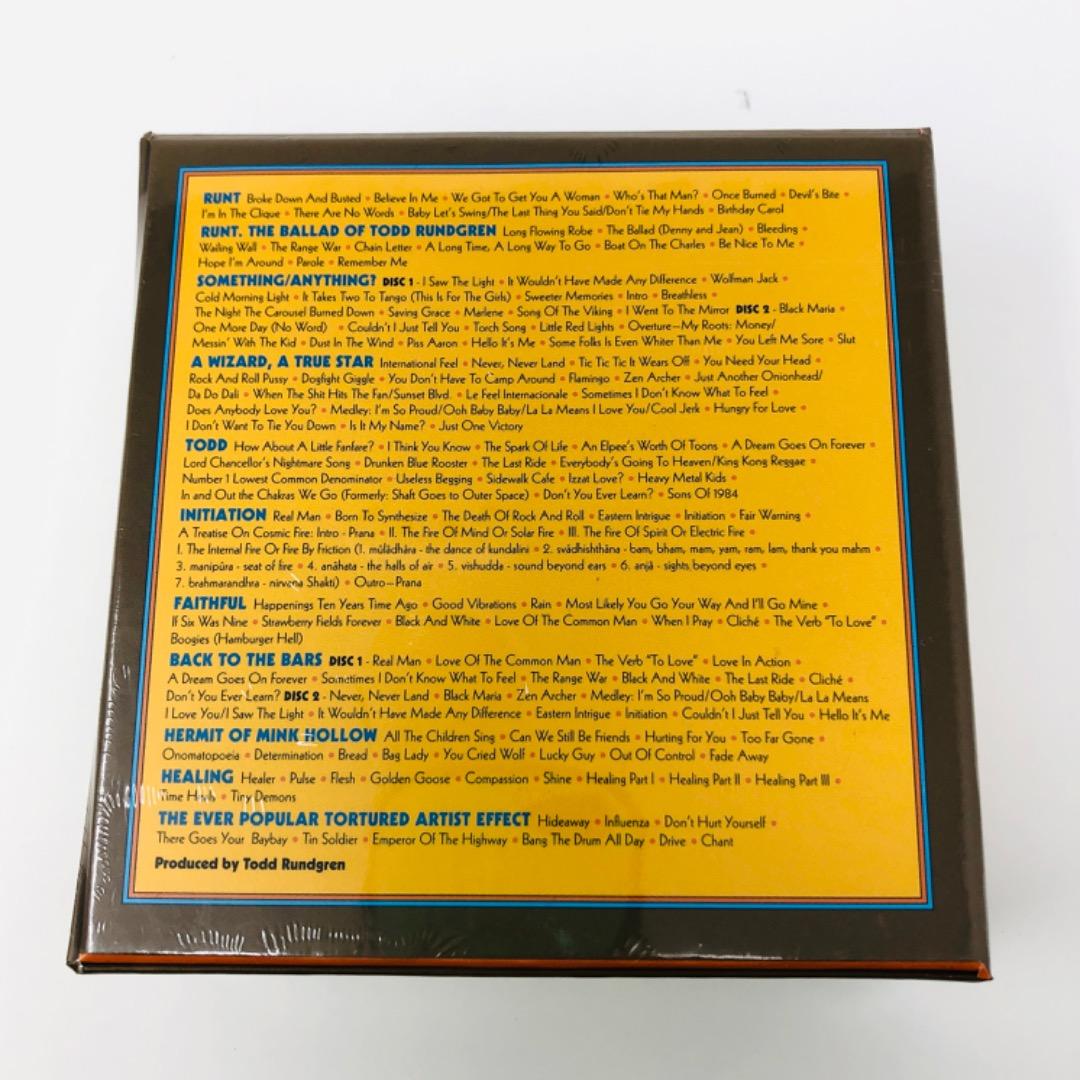 RUNT Broke Down And Busted • Believe In Me • We Got To Get You A Woman • Who's That Man? • Once Burned • Devil's Bite •
I'm In The Clique • There Are No Words • Baby Let's Swing/The Last Thing You Said/Don't Tie My Hands • Birthday Carol
RUNT. THE BALLAD OF TODD RUNDGREN Long Flowing Robe • The Ballad (Denny and Jean) • Bleeding •
Wailing Wall • The Range War • Chain Letter • A Long Time, A Long Way To Go • Boat On The Charles • Be Nice To Me •
Hope I'm Around • Parole • Remember Me
SOMETHING/ANYTHING? DISC 1 - I Saw The Light • It Wouldn't Have Made Any Difference • Wolfman Jack •
Cold Morning Light • It Takes Two To Tango (This Is For The Girls) • Sweeter Memories • Intro • Breathless •
The Night The Carousel Burned Down • Saving Grace • Marlene • Song Of The Viking • I Went To The Mirror DISC 2 - Black Maria •
One More Day (No Word) • Couldn't I Just Tell You • Torch Song • Little Red Lights • Overture—My Roots: Money/
Messin' With The Kid • Dust In The Wind • Piss Aaron • Hello It's Me • Some Folks Is Even Whiter Than Me • You Left Me Sore • Slut
A WIZARD, A TRUE STAR International Feel • Never, Never Land • Tic Tic Tic It Wears Off • You Need Your Head •
Rock And Roll Pussy • Dogfight Giggle • You Don't Have To Camp Around • Flamingo • Zen Archer • Just Another Onionhead/
Da Do Dali • When The Shit Hits The Fan/Sunset Blvd. • Le Feel Internacionale • Sometimes I Don't Know What To Feel •
Does Anybody Love You? • Medley: I'm So Proud/Ooh Baby Baby/La La Means I Love You/Cool Jerk • Hungry For Love •
I Don't Want To Tie You Down • Is It My Name? • Just One Victory
TODD How About A Little Fanfare? • I Think You Know • The Spark Of Life • An Elpee's Worth Of Toons • A Dream Goes On Forever •
Lord Chancellor's Nightmare Song • Drunken Blue Rooster • The Last Ride • Everybody's Going To Heaven/King Kong Reggae •
Number 1 Lowest Common Denominator • Useless Begging • Sidewalk Cafe • Izzat Love? • Heavy Metal Kids •
In and Out the Chakras We Go (Formerly: Shaft Goes to Outer Space) • Don't You Ever Learn? • Sons Of 1984
INITIATION Real Man • Born To Synthesize • The Death Of Rock And Roll • Eastern Intrigue • Initiation • Fair Warning •
A Treatise On Cosmic Fire: Intro - Prana • II. The Fire Of Mind Or Solar Fire • III. The Fire Of Spirit Or Electric Fire •
I. The Internal Fire Or Fire By Friction (1. mūlādhāra - the dance of kundalini • 2. svādhishthāna - bam, bham, mam, yam, ram, lam, thank you mahm •
3. manipūra - seat of fire • 4. anāhata - the halls of air • 5. vishudda - sound beyond ears • 6. anjā - sights beyond eyes •
7. brahmarandhra - nirvana Shakti) • Outro—Prana
FAITHFUL Happenings Ten Years Time Ago • Good Vibrations • Rain • Most Likely You Go Your Way And I'll Go Mine •
If Six Was Nine • Strawberry Fields Forever • Black And White • Love Of The Common Man • When I Pray • Cliché • The Verb "To Love" •
Boogies (Hamburger Hell)
BACK TO THE BARS DISC 1 - Real Man • Love Of The Common Man • The Verb "To Love" • Love In Action •
A Dream Goes On Forever • Sometimes I Don't Know What To Feel • The Range War • Black And White • The Last Ride • Cliché •
Don't You Ever Learn? DISC 2 - Never, Never Land • Black Maria • Zen Archer • Medley: I'm So Proud/Ooh Baby Baby/La La Means
I Love You/I Saw The Light • It Wouldn't Have Made Any Difference • Eastern Intrigue • Initiation • Couldn't I Just Tell You • Hello It's Me
HERMIT OF MINK HOLLOW All The Children Sing • Can We Still Be Friends • Hurting For You • Too Far Gone •
Onomatopoeia • Determination • Bread • Bag Lady • You Cried Wolf • Lucky Guy • Out Of Control • Fade Away
HEALING Healer • Pulse • Flesh • Golden Goose • Compassion • Shine • Healing Part I • Healing Part II • Healing Part III •
Time Heals • Tiny Demons
THE EVER POPULAR TORTURED ARTIST EFFECT Hideaway • Influenza • Don't Hurt Yourself •
There Goes Your Baybay • Tin Soldier • Emperor Of The Highway • Bang The Drum All Day • Drive • Chant
Produced by Todd Rundgren